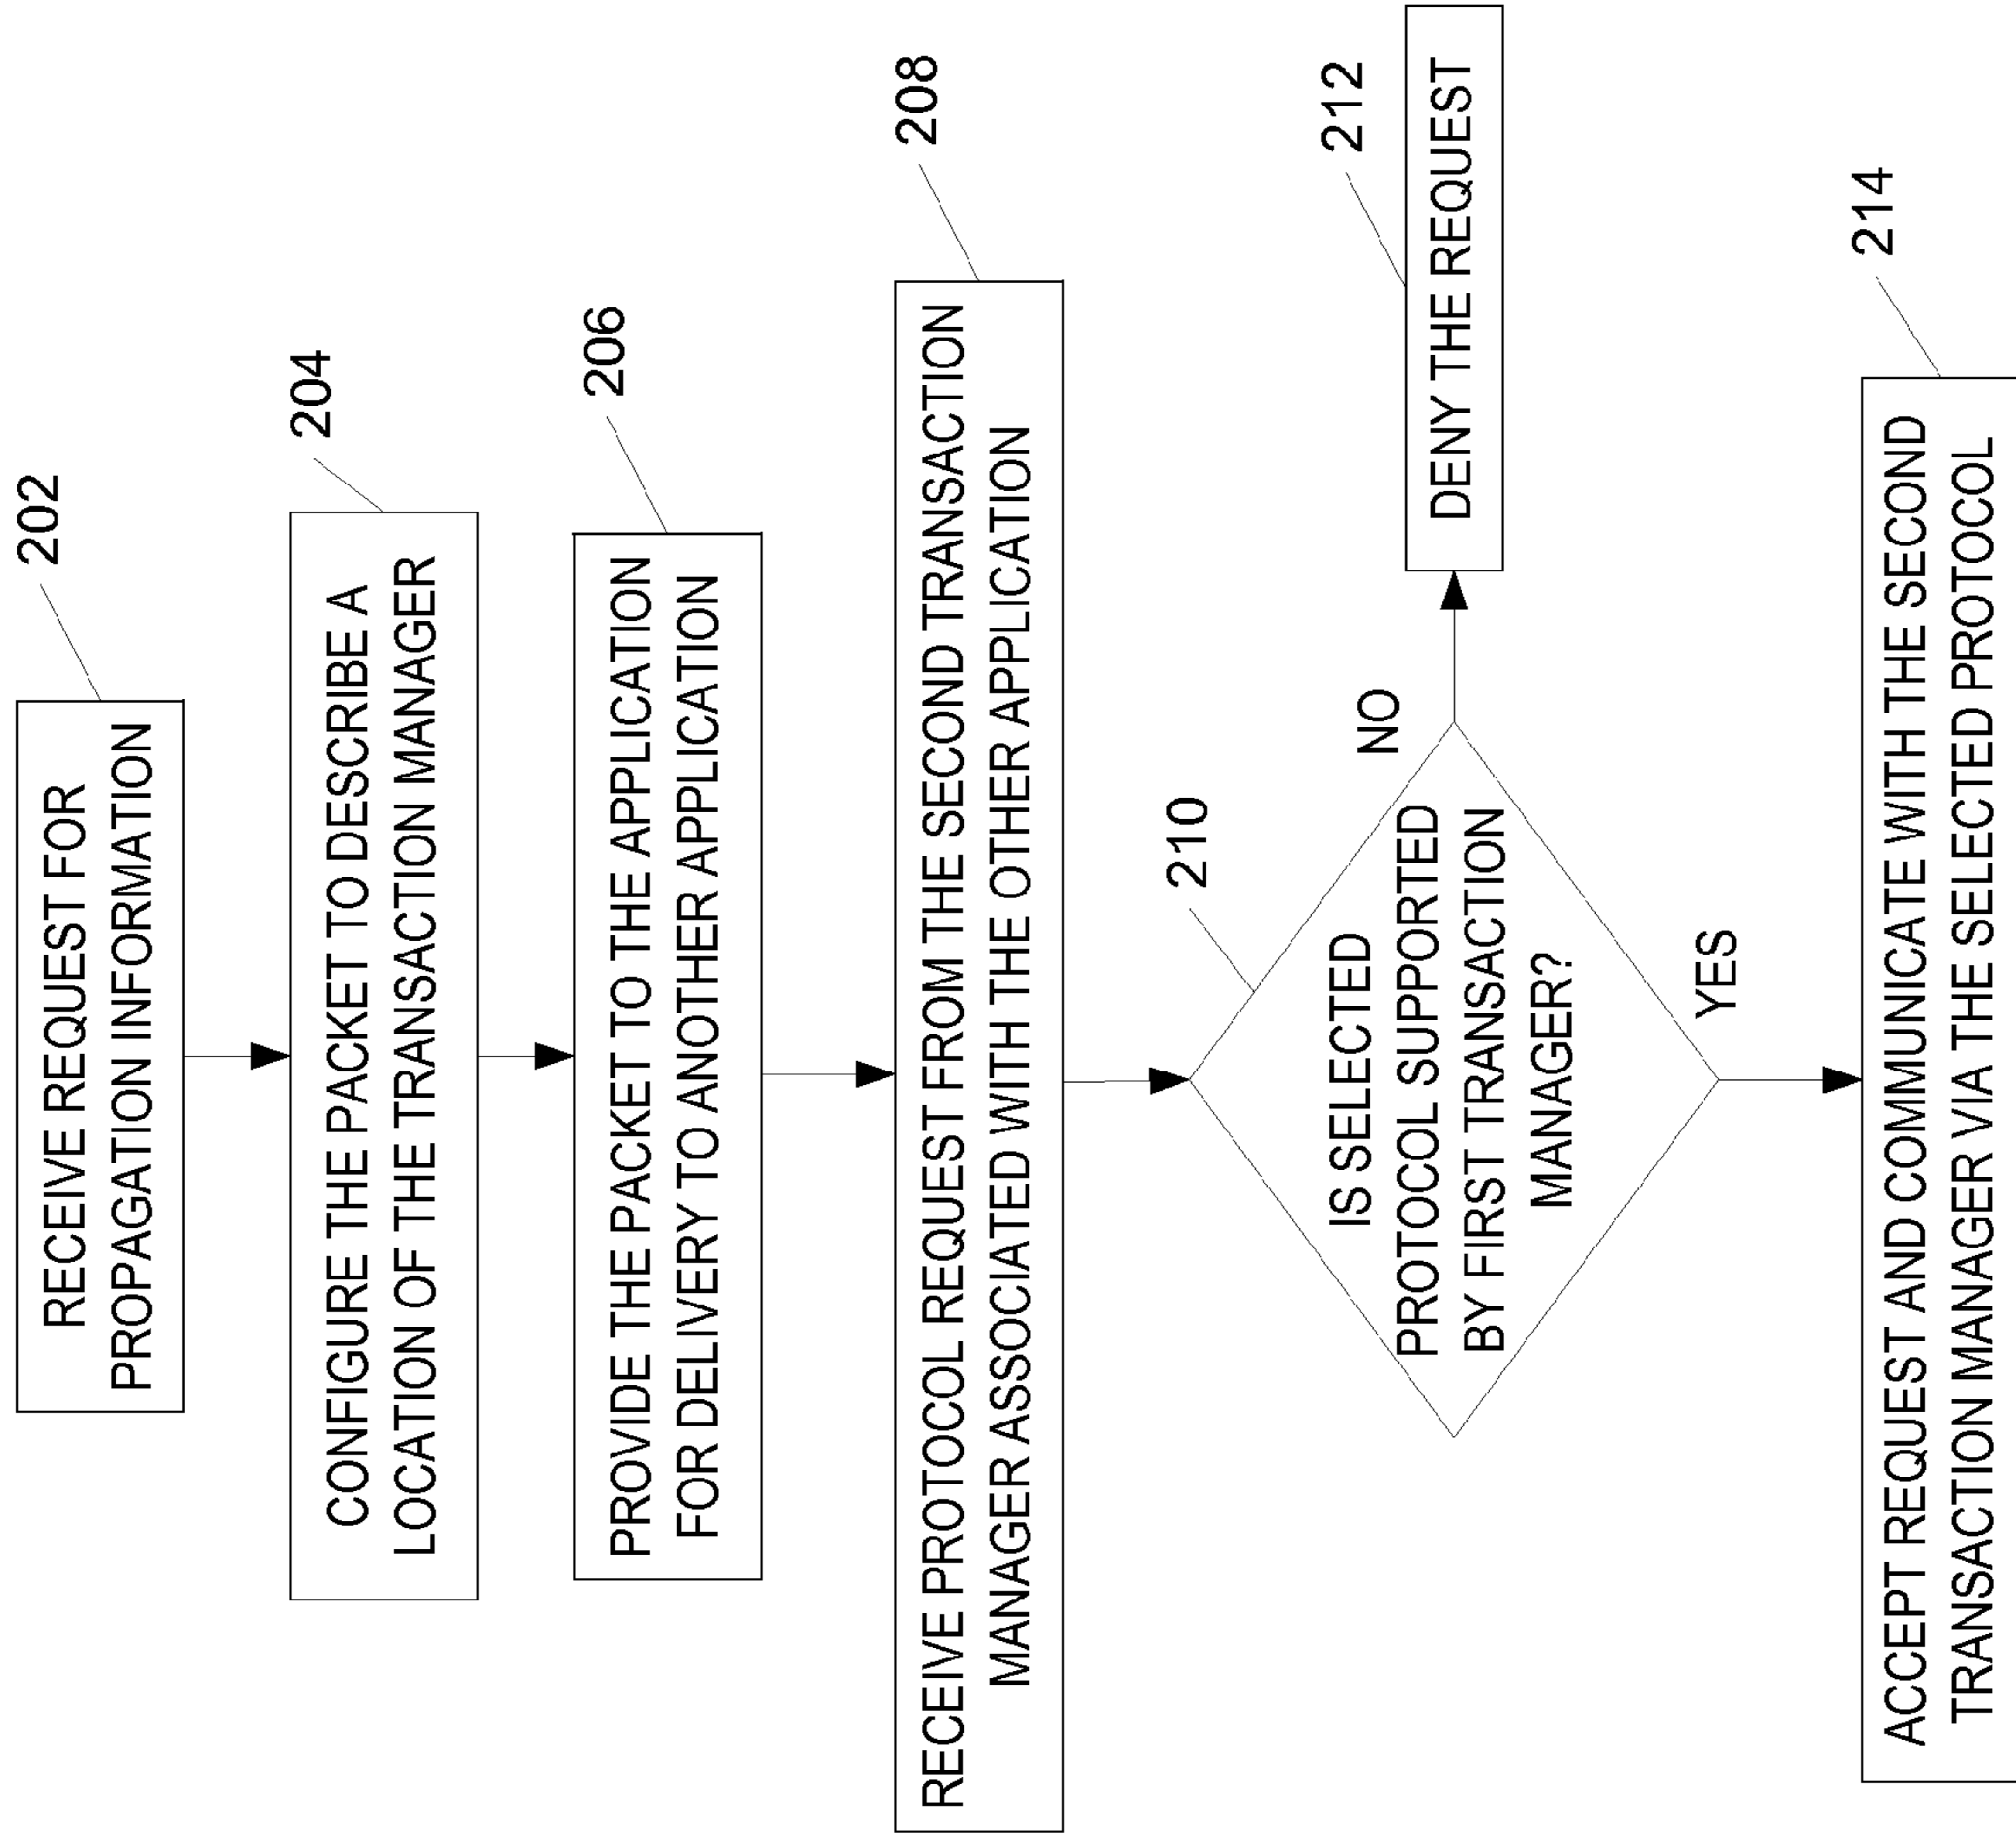 202
RECEIVE REQUEST FOR
PROPAGATION INFORMATION
204
CONFIGURE THE PACKET TO DESCRIBE A
LOCATION OF THE TRANSACTION MANAGER
206
PROVIDE THE PACKET TO THE APPLICATION
FOR DELIVERY TO ANOTHER APPLICATION
208
RECEIVE PROTOCOL REQUEST FROM THE SECOND TRANSACTION
MANAGER ASSOCIATED WITH THE OTHER APPLICATION
210
IS SELECTED
PROTOCOL SUPPORTED
BY FIRST TRANSACTION
MANAGER?
NO
212
DENY THE REQUEST
YES
214
ACCEPT REQUEST AND COMMUNICATE WITH THE SECOND
TRANSACTION MANAGER VIA THE SELECTED PROTOCOL